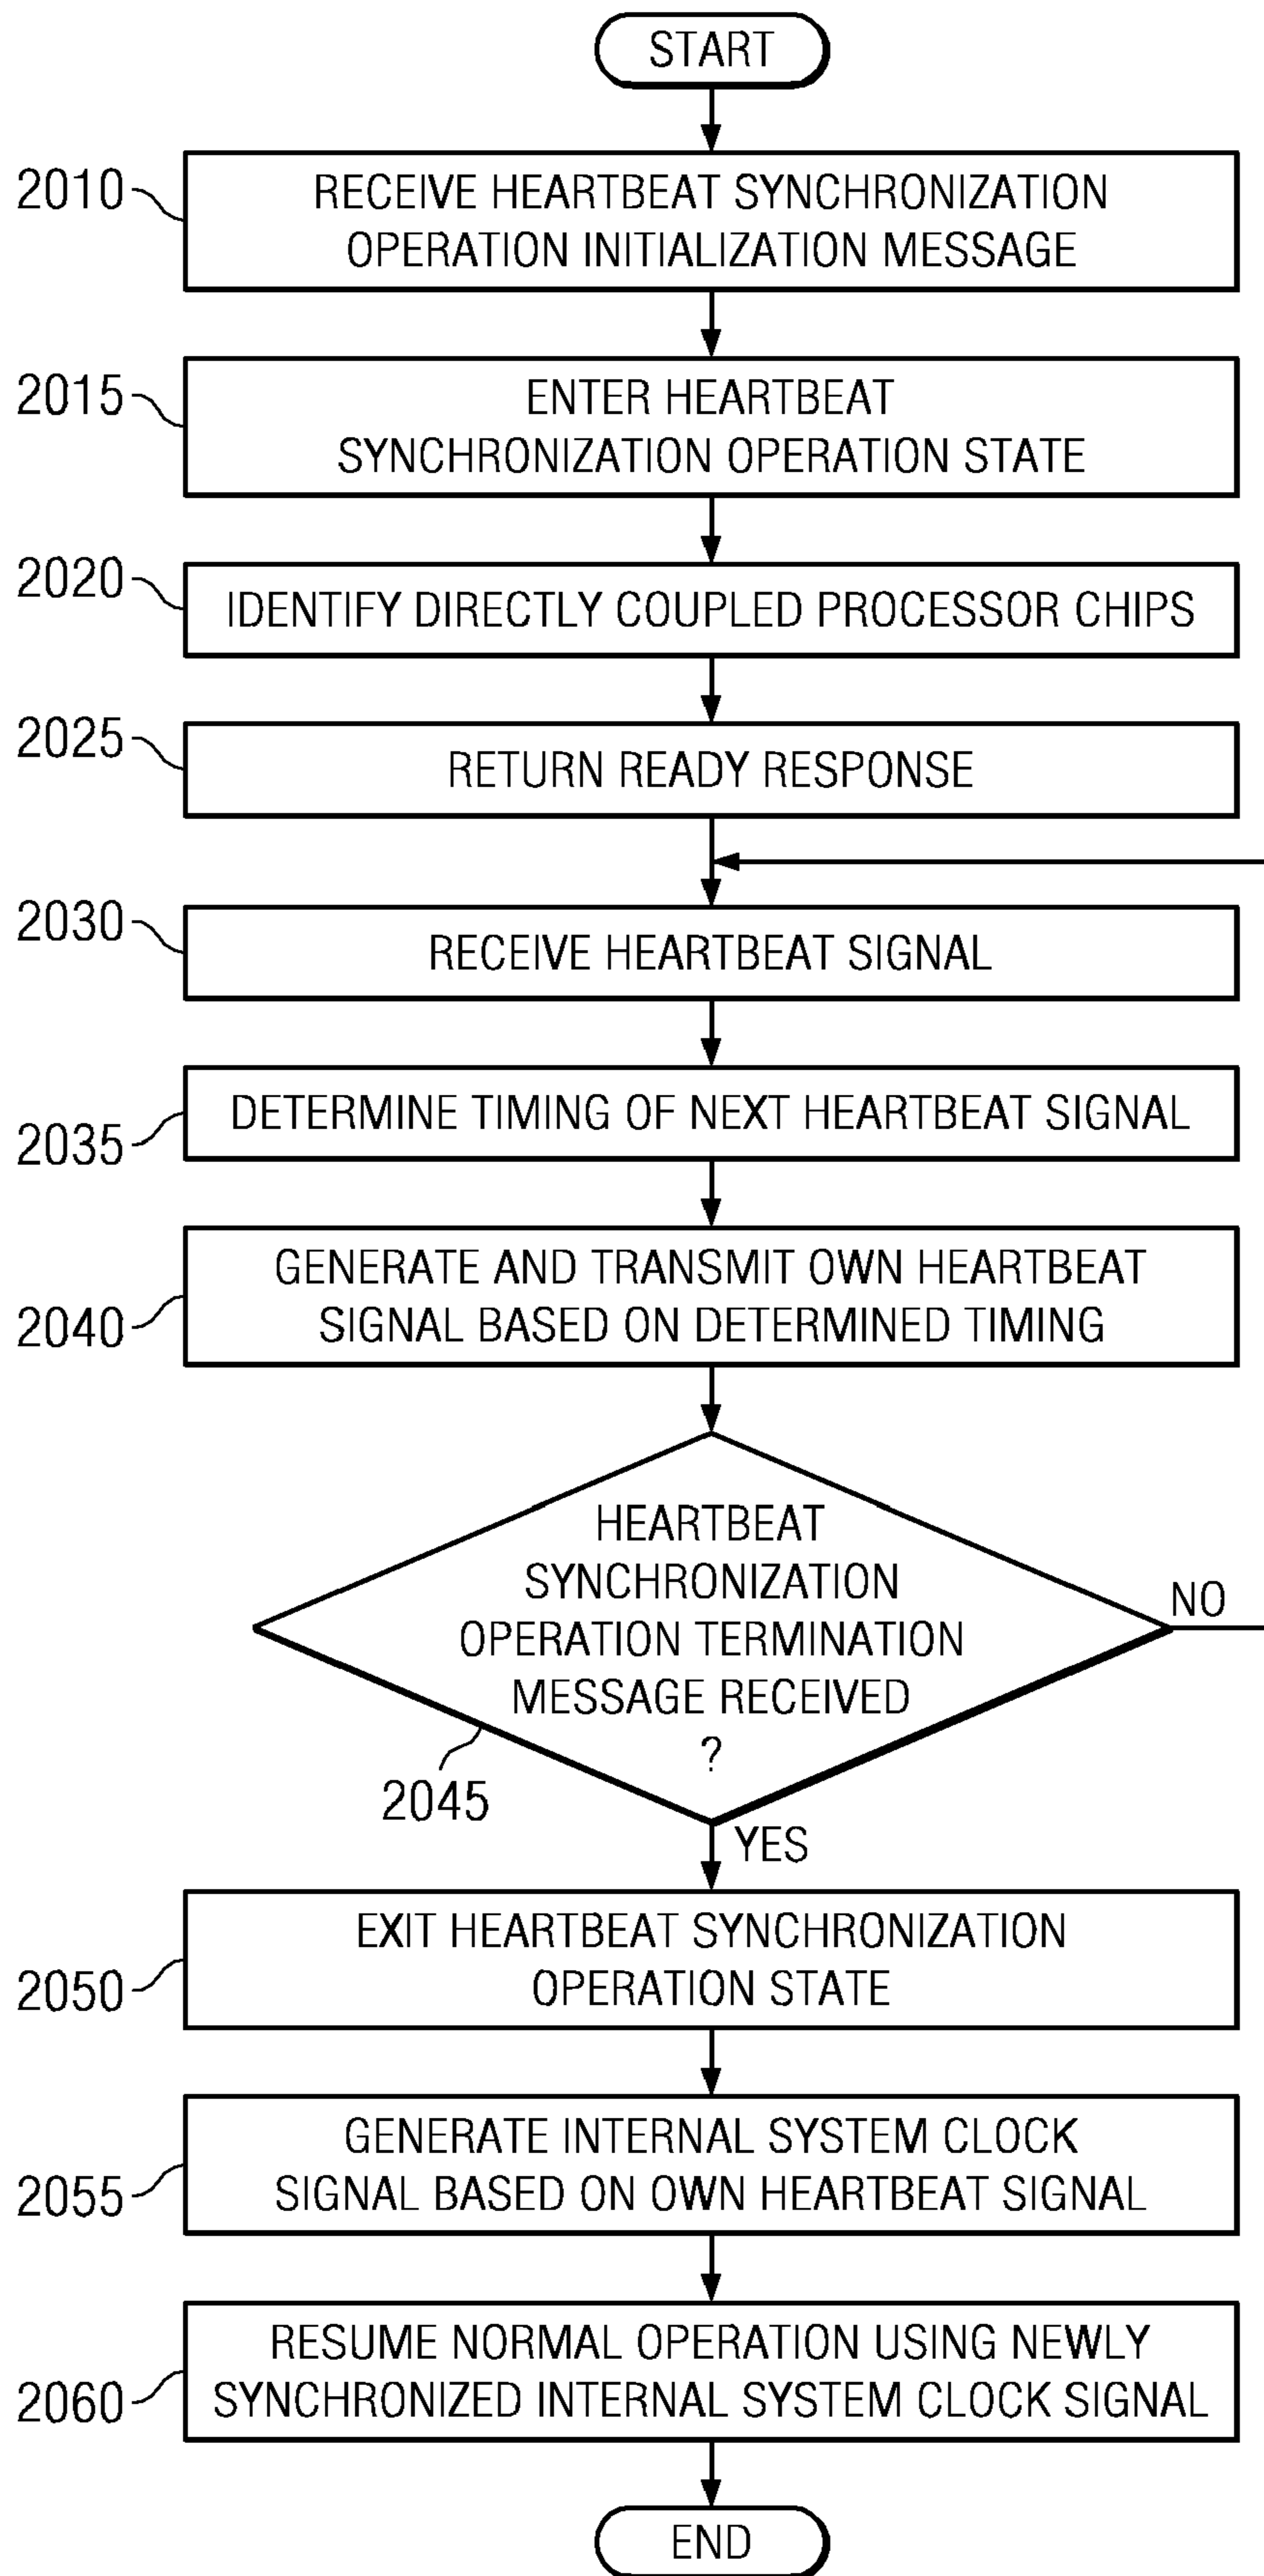 START
2010
RECEIVE HEARTBEAT SYNCHRONIZATION
OPERATION INITIALIZATION MESSAGE
2015
ENTER HEARTBEAT
SYNCHRONIZATION OPERATION STATE
2020
IDENTIFY DIRECTLY COUPLED PROCESSOR CHIPS
2025
RETURN READY RESPONSE
2030
RECEIVE HEARTBEAT SIGNAL
DETERMINE TIMING OF NEXT HEARTBEAT SIGNAL
2035
GENERATE AND TRANSMIT OWN HEARTBEAT
SIGNAL BASED ON DETERMINED TIMING
2040
HEARTBEAT
SYNCHRONIZATION
OPERATION TERMINATION
MESSAGE RECEIVED
?
NO
2045
YES
EXIT HEARTBEAT SYNCHRONIZATION
OPERATION STATE
2050
GENERATE INTERNAL SYSTEM CLOCK
SIGNAL BASED ON OWN HEARTBEAT SIGNAL
2055
RESUME NORMAL OPERATION USING NEWLY
SYNCHRONIZED INTERNAL SYSTEM CLOCK SIGNAL
2060
END